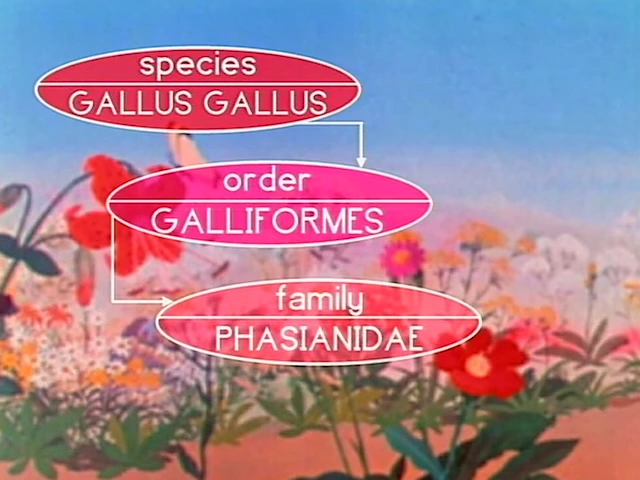 species
GALLUS GALLUS
order
GALLIFORMES
family
PHASIANIDAE